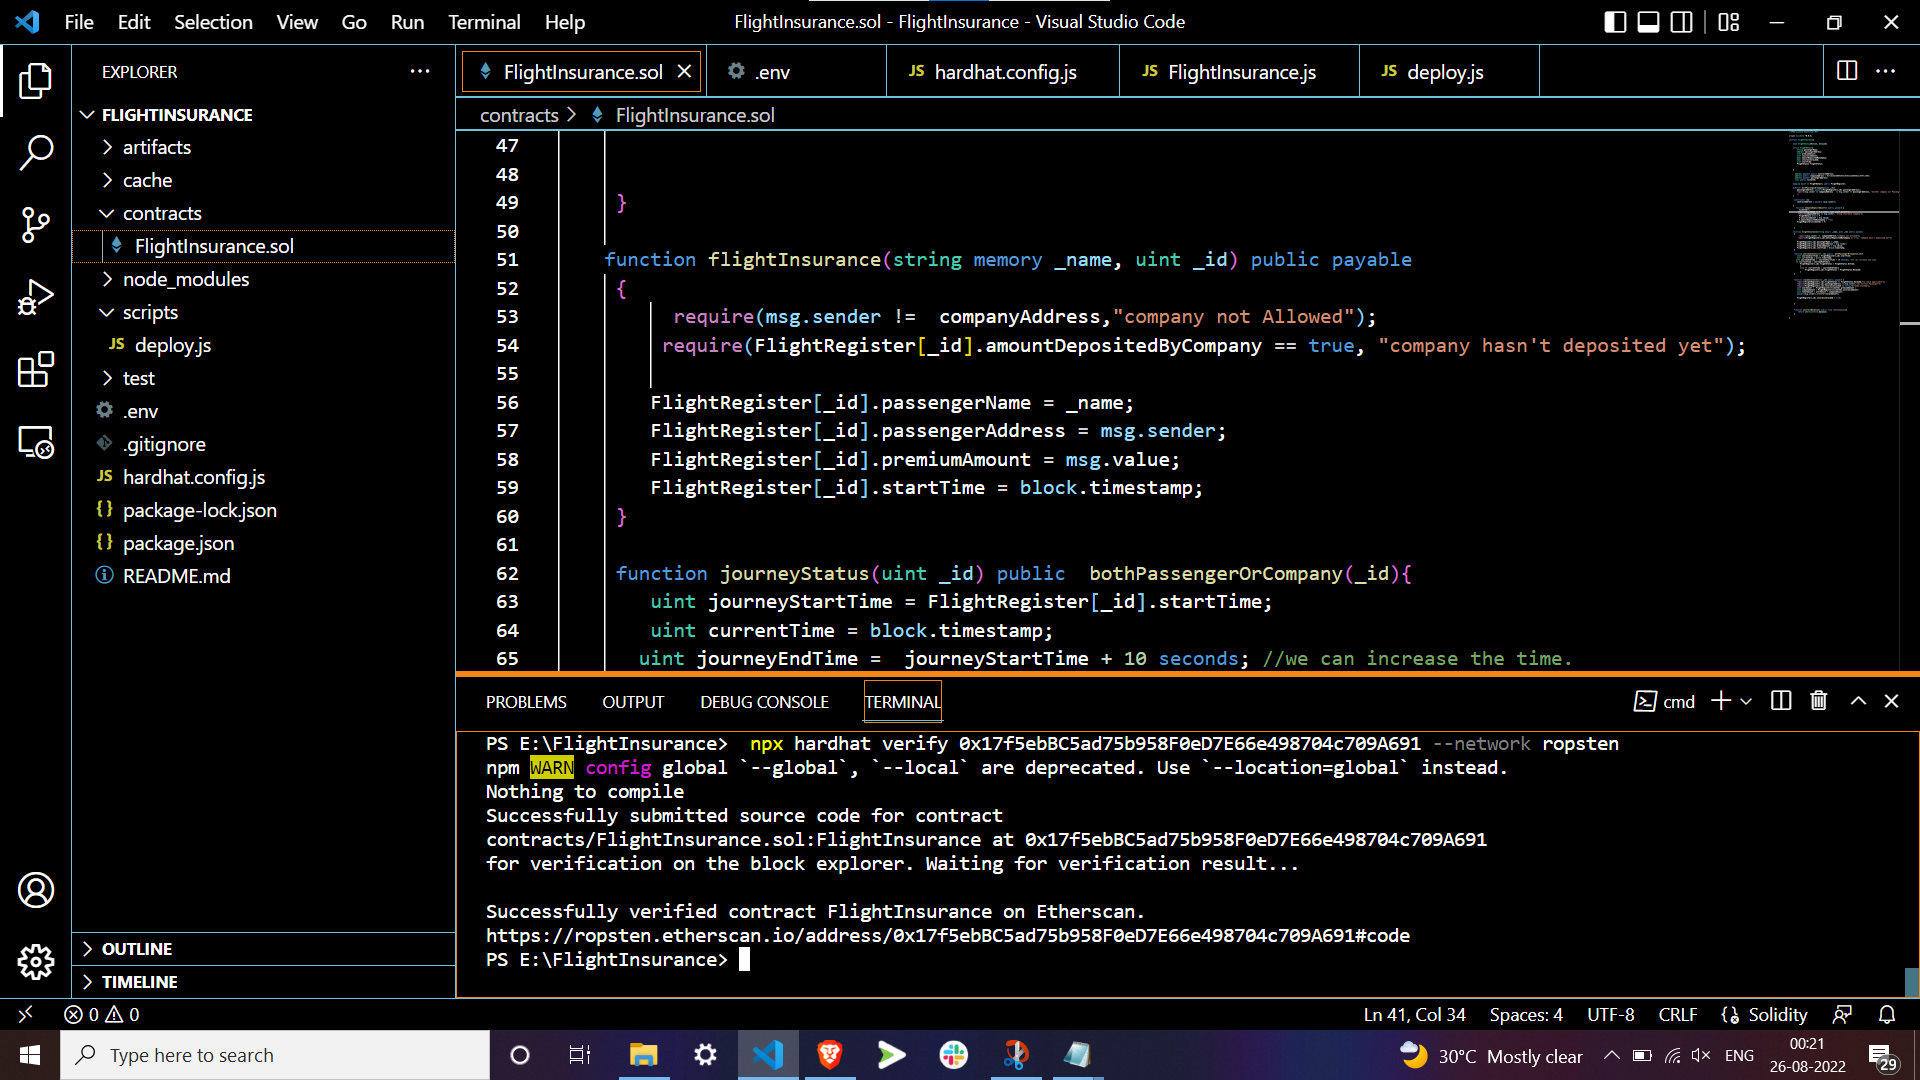 File Edit Selection View Go Run Terminal Help
FlightInsurance.sol - FlightInsurance - Visual Studio Code
EXPLORER
FLIGHTINSURANCE
artifacts
cache
contracts
FlightInsurance.sol
node_modules
scripts
JS deploy.js
test
.env
.gitignore
JS hardhat.config.js
{} package-lock.json
{} package.json
README.md
OUTLINE
TIMELINE
FlightInsurance.sol
.env
JS hardhat.config.js
JS FlightInsurance.js
JS deploy.js
contracts > FlightInsurance.sol
47
48
49 }
50
51 function flightInsurance(string memory _name, uint _id) public payable
52 {
53 require(msg.sender != companyAddress,"company not Allowed");
54 require(FlightRegister[_id].amountDepositedByCompany == true, "company hasn't deposited yet");
55
56 FlightRegister[_id].passengerName = _name;
57 FlightRegister[_id].passengerAddress = msg.sender;
58 FlightRegister[_id].premiumAmount = msg.value;
59 FlightRegister[_id].startTime = block.timestamp;
60 }
61
62 function journeyStatus(uint _id) public bothPassengerOrCompany(_id){
63 uint journeyStartTime = FlightRegister[_id].startTime;
64 uint currentTime = block.timestamp;
65 uint journeyEndTime = journeyStartTime + 10 seconds; //we can increase the time.
PROBLEMS OUTPUT DEBUG CONSOLE TERMINAL
cmd
PS E:\FlightInsurance> npx hardhat verify 0x17f5ebBC5ad75b958F0eD7E66e498704c709A691 --network ropsten
npm WARN config global `--global`, `--local` are deprecated. Use `--location=global` instead.
Nothing to compile
Successfully submitted source code for contract
contracts/FlightInsurance.sol:FlightInsurance at 0x17f5ebBC5ad75b958F0eD7E66e498704c709A691
for verification on the block explorer. Waiting for verification result...
Successfully verified contract FlightInsurance on Etherscan.
https://ropsten.etherscan.io/address/0x17f5ebBC5ad75b958F0eD7E66e498704c709A691#code
PS E:\FlightInsurance>
0 0
Ln 41, Col 34 Spaces: 4 UTF-8 CRLF Solidity
Type here to search
30°C Mostly clear
ENG
00:21
26-08-2022
29